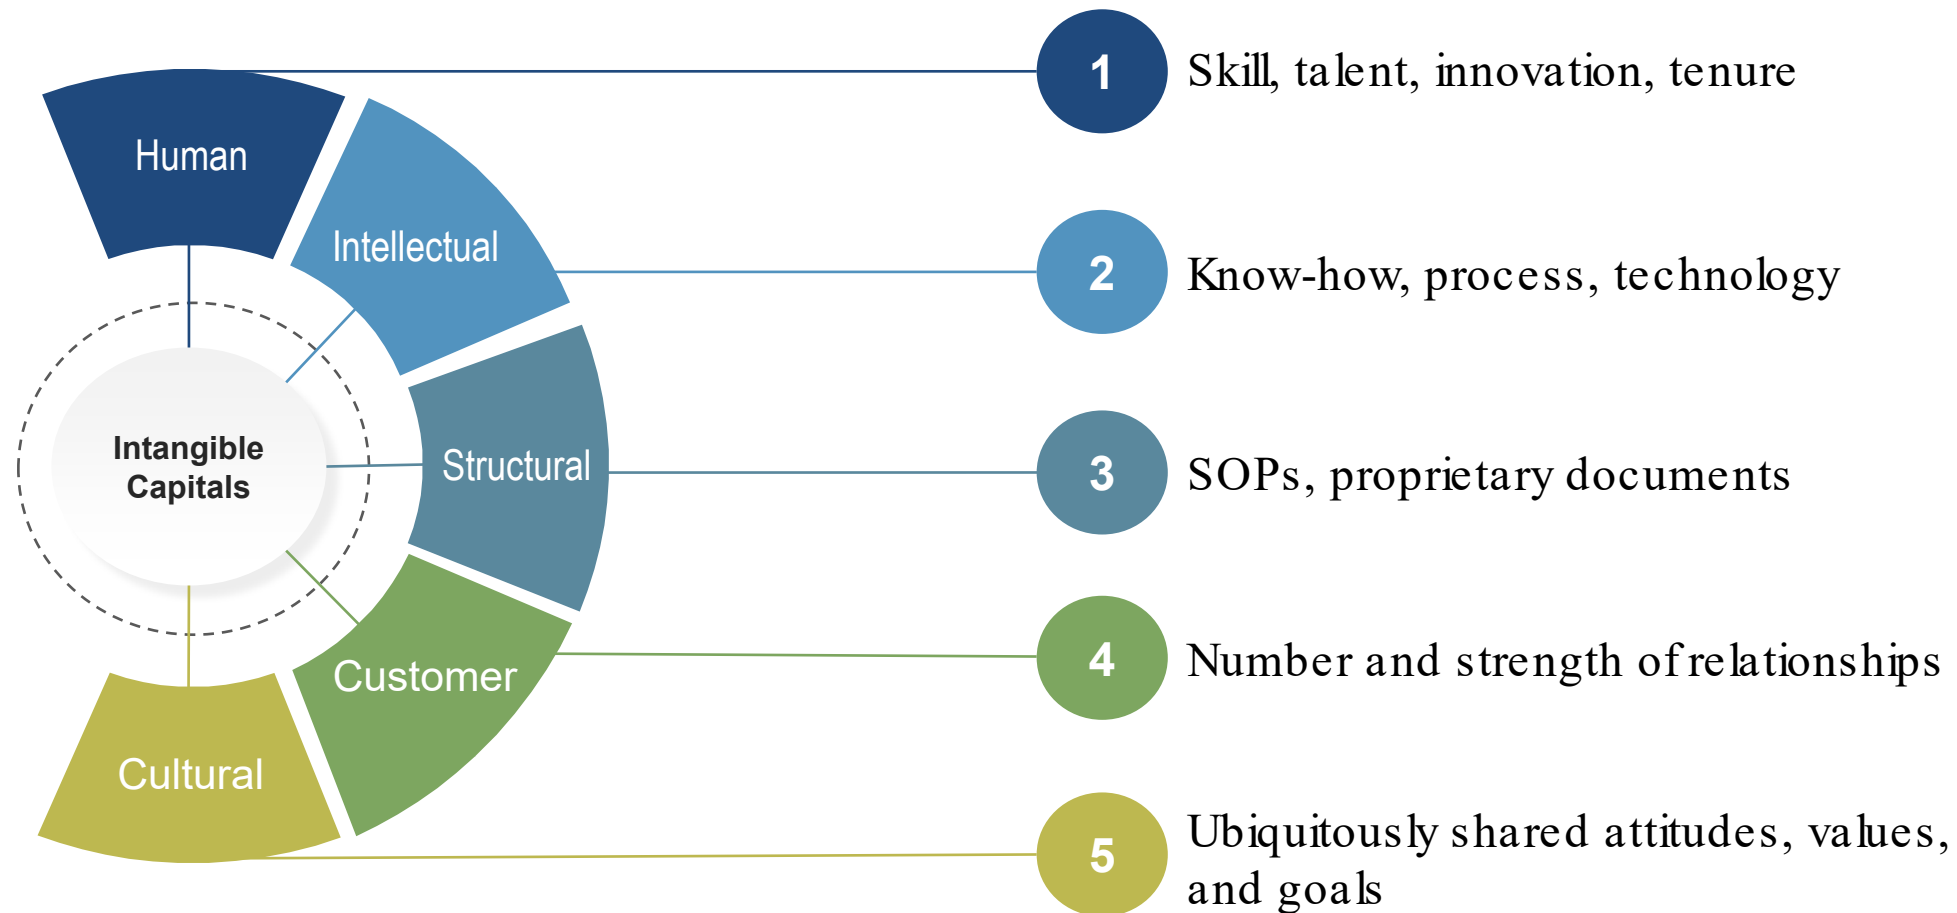 Human
1
Skill, talent, innovation, tenure
Intellectual
2
Know-how, process, technology
Intangible
Capitals
Structural
3
SOPs, proprietary documents
Customer
4
Number and strength of relationships
Cultural
5
Ubiquitously shared attitudes, values,
and goals